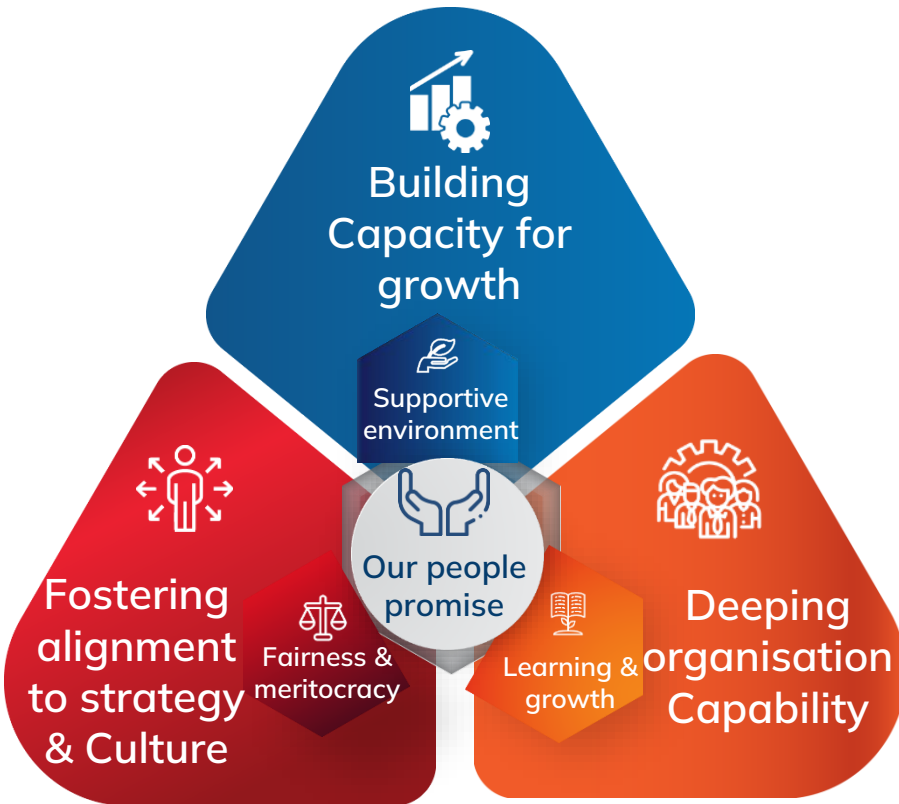 Building
Capacity for
growth
Supportive
environment
Our people
promise
Fostering
alignment
to strategy
& Culture
Fairness &
meritocracy
Learning &
growth
Deeping
organisation
Capability